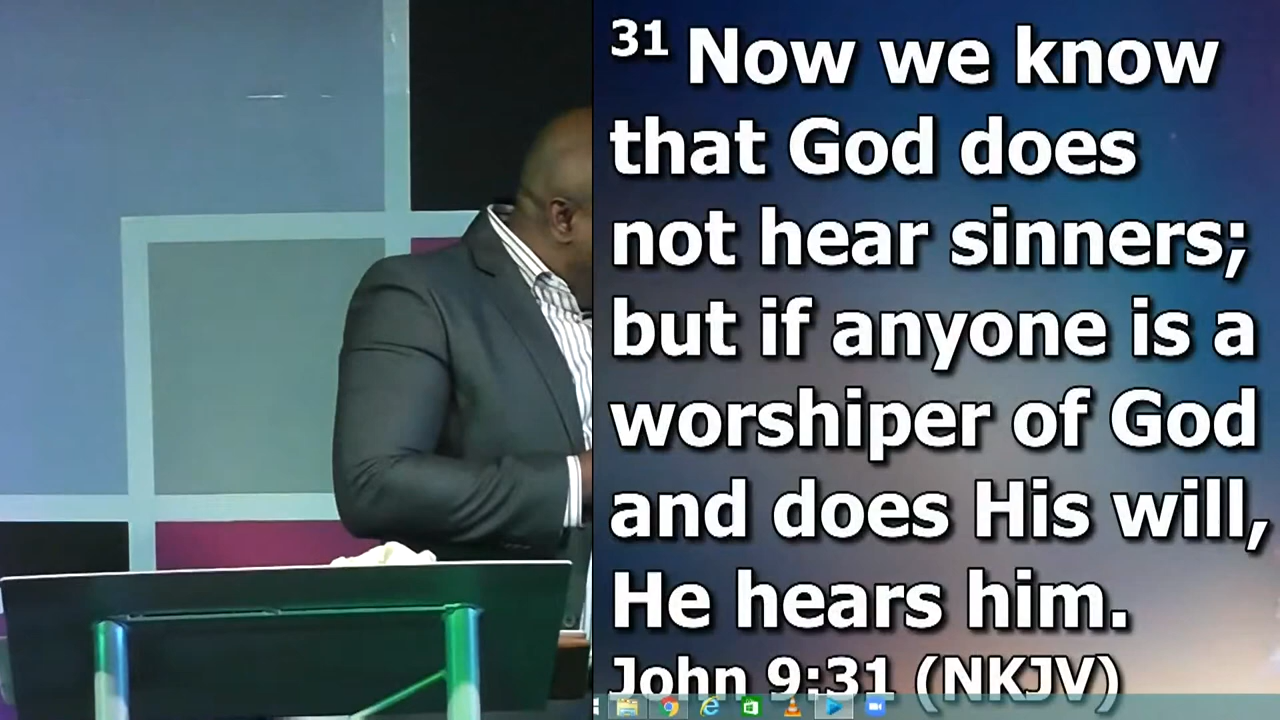 31 Now we know
that God does
not hear sinners;
but if anyone is a
worshiper of God
and does His will,
He hears him.
John 9:31 (NKJV)